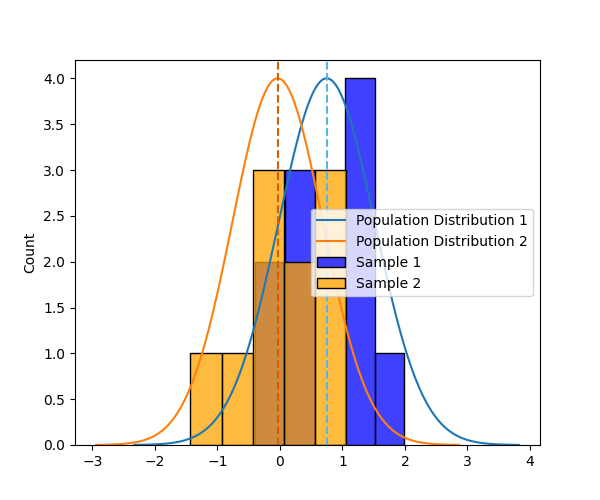 4.0
3.5
3.0
2.5
2.0
1.5
1.0
0.5
0.0
Count
Population Distribution 1
Population Distribution 2
Sample 1
Sample 2
−3 −2 −1 0 1 2 3 4